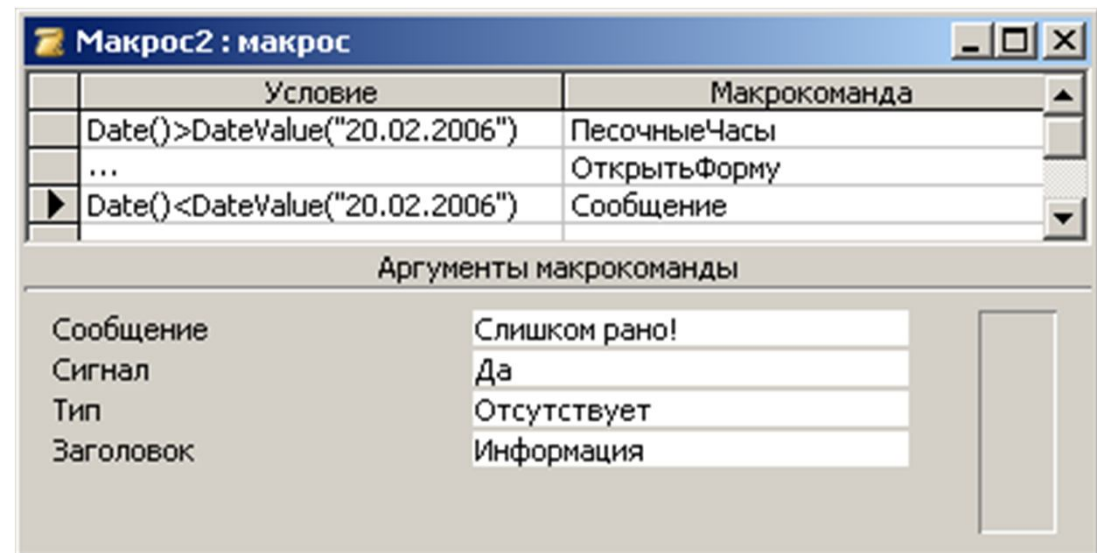 Макрос2 : макрос
Условие Макрокоманда
Date()>DateValue("20.02.2006") ПесочныеЧасы
... ОткрытьФорму
Date()<DateValue("20.02.2006") Сообщение
Аргументы макрокоманды
Сообщение Слишком рано!
Сигнал Да
Тип Отсутствует
Заголовок Информация